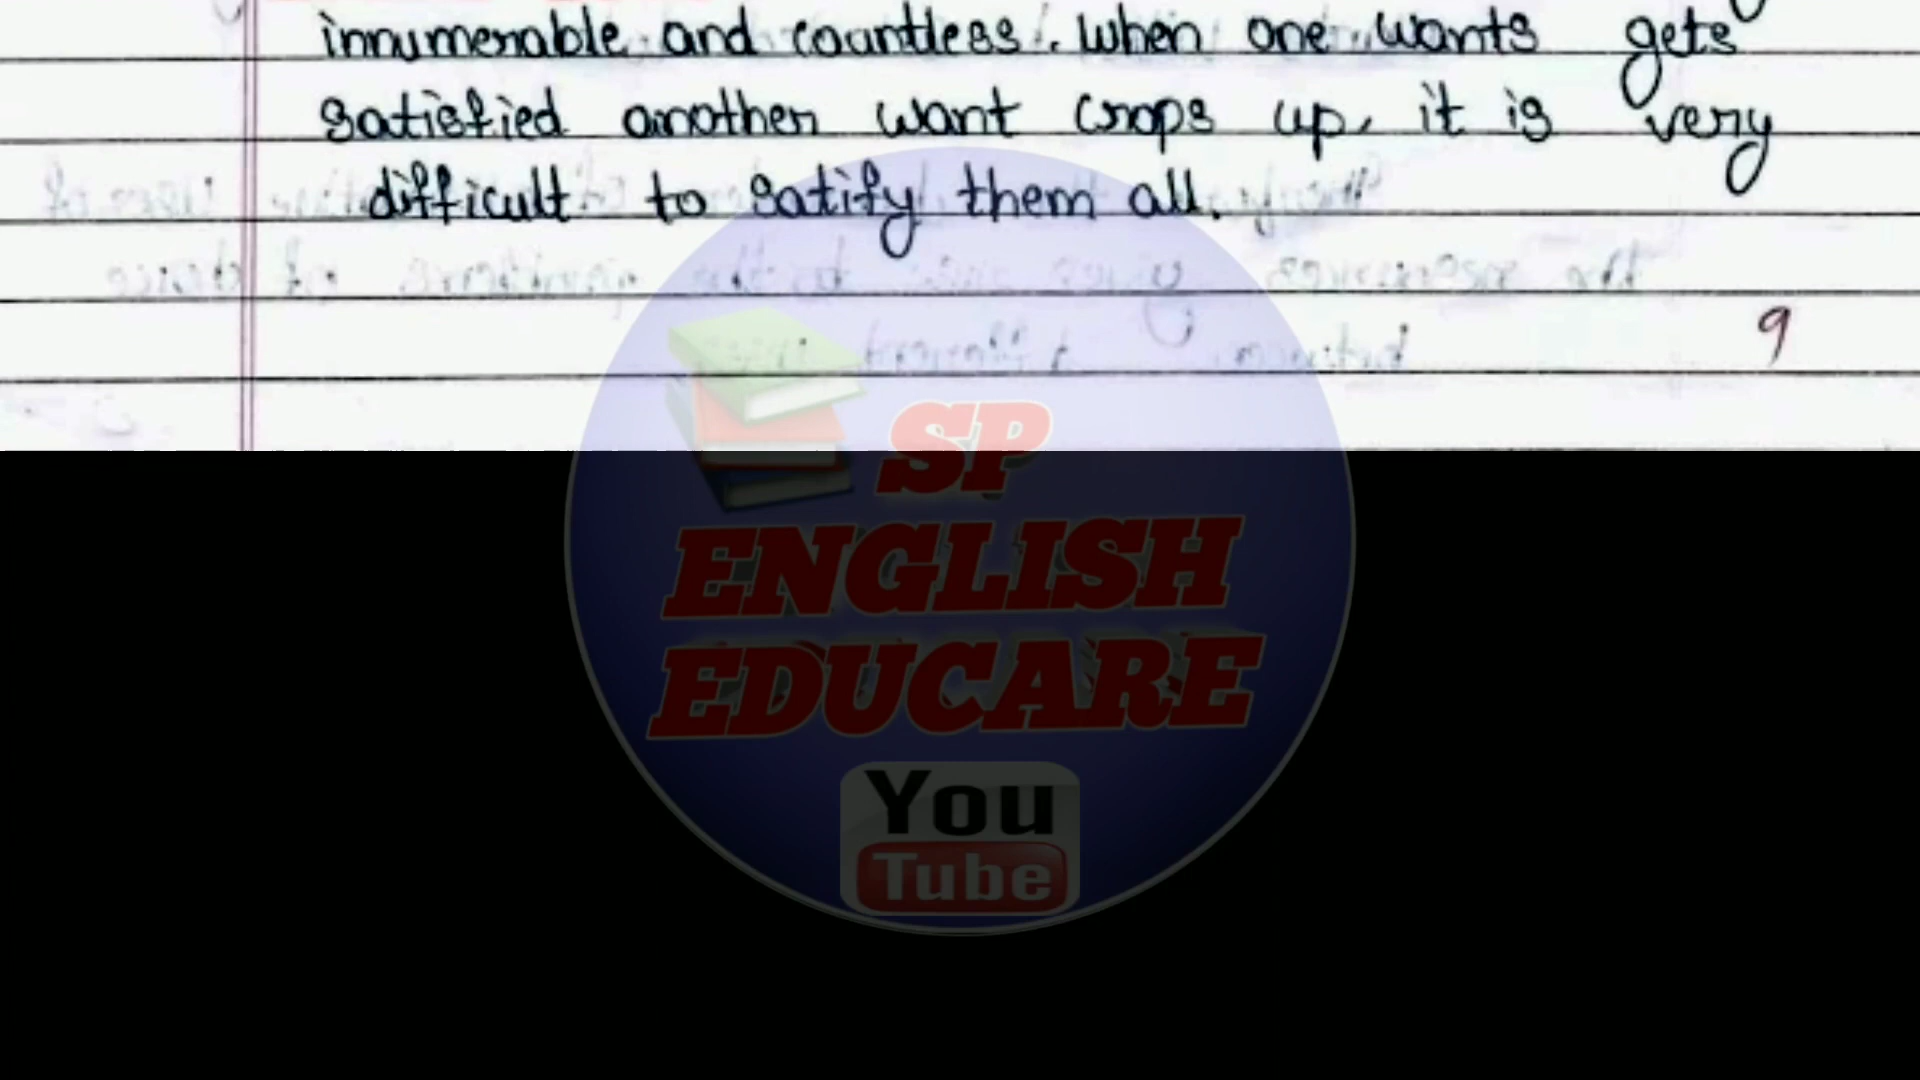 innumerable and countless. When one wants gets
satisfied another want crops up, it is very
difficult to satify them all.
9
SP
ENGLISH
EDUCARE
You
Tube